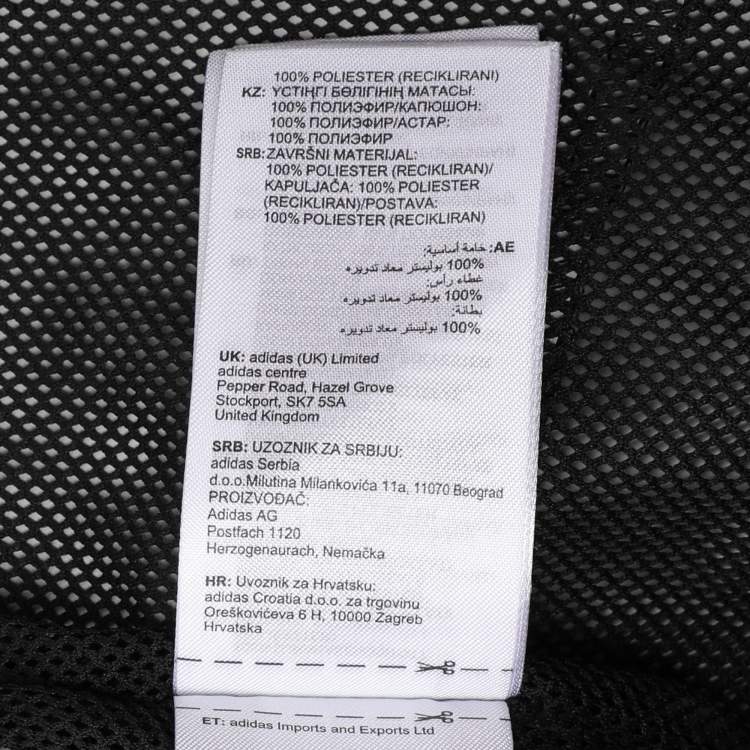 100% POLIESTER (RECIKLIRANI)
KZ: ҮСТІҢГІ БӨЛІГІНІҢ МАТАСЫ:
100% ПОЛИЭФИР/КАПЮШОН:
100% ПОЛИЭФИР/АСТАР:
100% ПОЛИЭФИР
SRB: ZAVRŠNI MATERIJAL:
100% POLIESTER (RECIKLIRAN)/
KAPULJAČA: 100% POLIESTER
(RECIKLIRAN)/POSTAVA:
100% POLIESTER (RECIKLIRAN)
AE: خامة أساسية:
100% بوليستر معاد تدويره
غطاء رأس:
100% بوليستر معاد تدويره
بطانة:
100% بوليستر معاد تدويره
UK: adidas (UK) Limited
adidas centre
Pepper Road, Hazel Grove
Stockport, SK7 5SA
United Kingdom
SRB: UZOZNIK ZA SRBIJU:
adidas Serbia
d.o.o.Milutina Milankovića 11a, 11070 Beograd
PROIZVOĐAČ:
Adidas AG
Postfach 1120
Herzogenaurach, Nemačka
HR: Uvoznik za Hrvatsku:
adidas Croatia d.o.o. za trgovinu
Oreškovićeva 6 H, 10000 Zagreb
Hrvatska
ET: adidas Imports and Exports Ltd